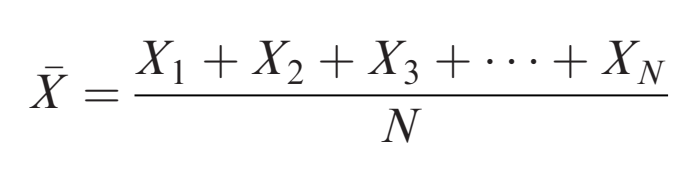 X̄ = (X₁ + X₂ + X₃ + · · · + X_N) / N